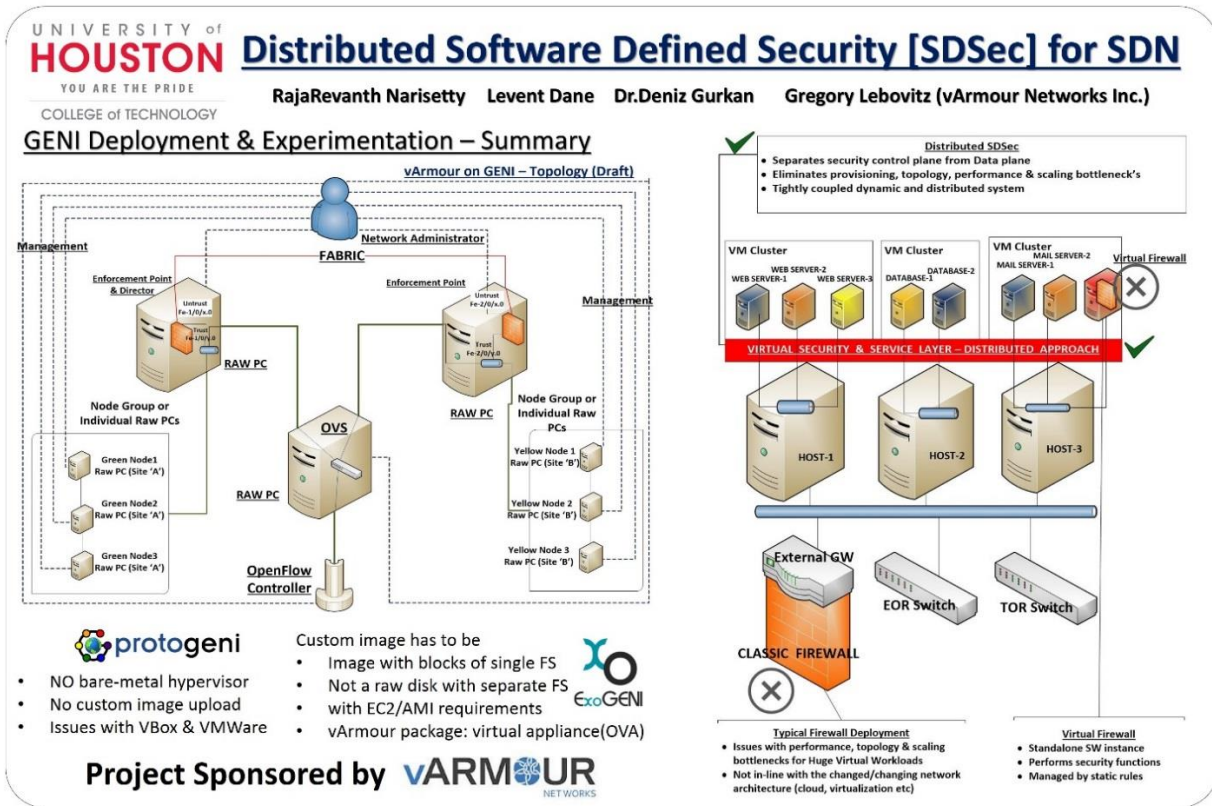 UNIVERSITY of
HOUSTON
YOU ARE THE PRIDE
COLLEGE of TECHNOLOGY
Distributed Software Defined Security [SDSec] for SDN
RajaRevanth Narisetty Levent Dane Dr.Deniz Gurkan Gregory Lebovitz (vArmour Networks Inc.)
GENI Deployment & Experimentation – Summary
vArmour on GENI – Topology (Draft)
Management
Network Administrator
FABRIC
Enforcement Point
& Director
Untrust
Fe-1/0/x.0
Trust
Fe-1/0/y.0
RAW PC
Enforcement Point
Untrust
Fe-2/0/x.0
Trust
Fe-2/0/y.0
RAW PC
Management
Node Group or
Individual Raw PCs
Green Node1
Raw PC (Site 'A')
Green Node2
Raw PC (Site 'A')
Green Node3
Raw PC (Site 'A')
OVS
RAW PC
OpenFlow
Controller
Node Group or
Individual Raw
PCs
Yellow Node 1
Raw PC (Site 'B')
Yellow Node 2
Raw PC (Site 'B')
Yellow Node 3
Raw PC (Site 'B')
protogeni
• NO bare-metal hypervisor
• No custom image upload
• Issues with VBox & VMWare
Custom image has to be
• Image with blocks of single FS
• Not a raw disk with separate FS
• with EC2/AMI requirements
• vArmour package: virtual appliance(OVA)
ExoGENI
Project Sponsored by
vARMOUR
NETWORKS
Distributed SDSec
• Separates security control plane from Data plane
• Eliminates provisioning, topology, performance & scaling bottleneck's
• Tightly coupled dynamic and distributed system
VM Cluster
WEB SERVER-1
WEB SERVER-2
WEB SERVER-3
VM Cluster
DATABASE-1
DATABASE-2
VM Cluster
MAIL SERVER-1
MAIL SERVER-2
Virtual Firewall
VIRTUAL SECURITY & SERVICE LAYER – DISTRIBUTED APPROACH
HOST-1
HOST-2
HOST-3
External GW
EOR Switch
TOR Switch
CLASSIC FIREWALL
Typical Firewall Deployment
• Issues with performance, topology & scaling
bottlenecks for Huge Virtual Workloads
• Not in-line with the changed/changing network
architecture (cloud, virtualization etc)
Virtual Firewall
• Standalone SW instance
• Performs security functions
• Managed by static rules